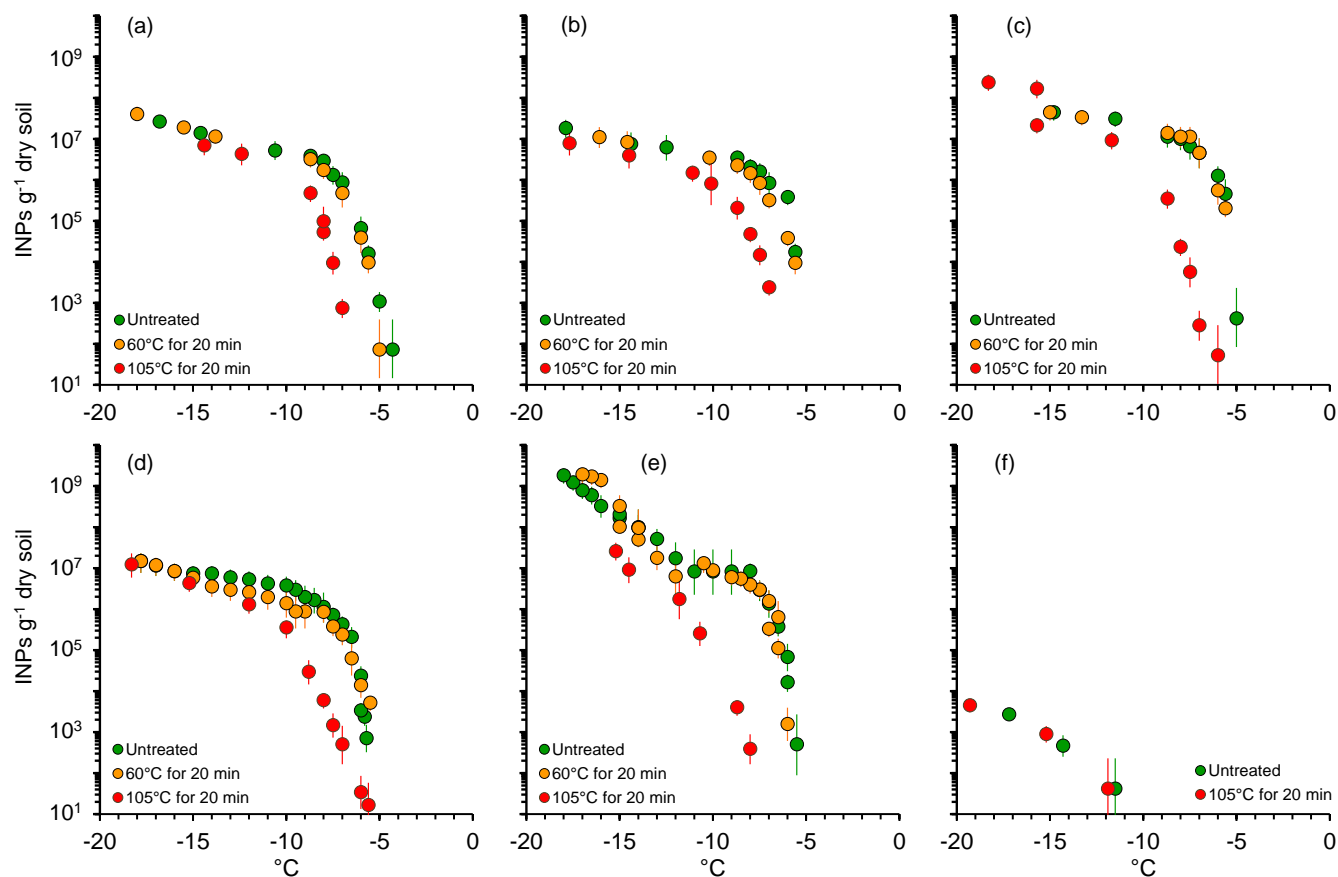 (a) (b) (c)
INPs g⁻¹ dry soil
10⁹
10⁷
10⁵
10³
10¹
Untreated
60°C for 20 min
105°C for 20 min
Untreated
60°C for 20 min
105°C for 20 min
Untreated
60°C for 20 min
105°C for 20 min
-20 -15 -10 -5 0
-20 -15 -10 -5 0
-20 -15 -10 -5 0
(d) (e) (f)
INPs g⁻¹ dry soil
10⁹
10⁷
10⁵
10³
10¹
Untreated
60°C for 20 min
105°C for 20 min
Untreated
60°C for 20 min
105°C for 20 min
Untreated
105°C for 20 min
-20 -15 -10 -5 0
-20 -15 -10 -5 0
-20 -15 -10 -5 0
°C °C °C